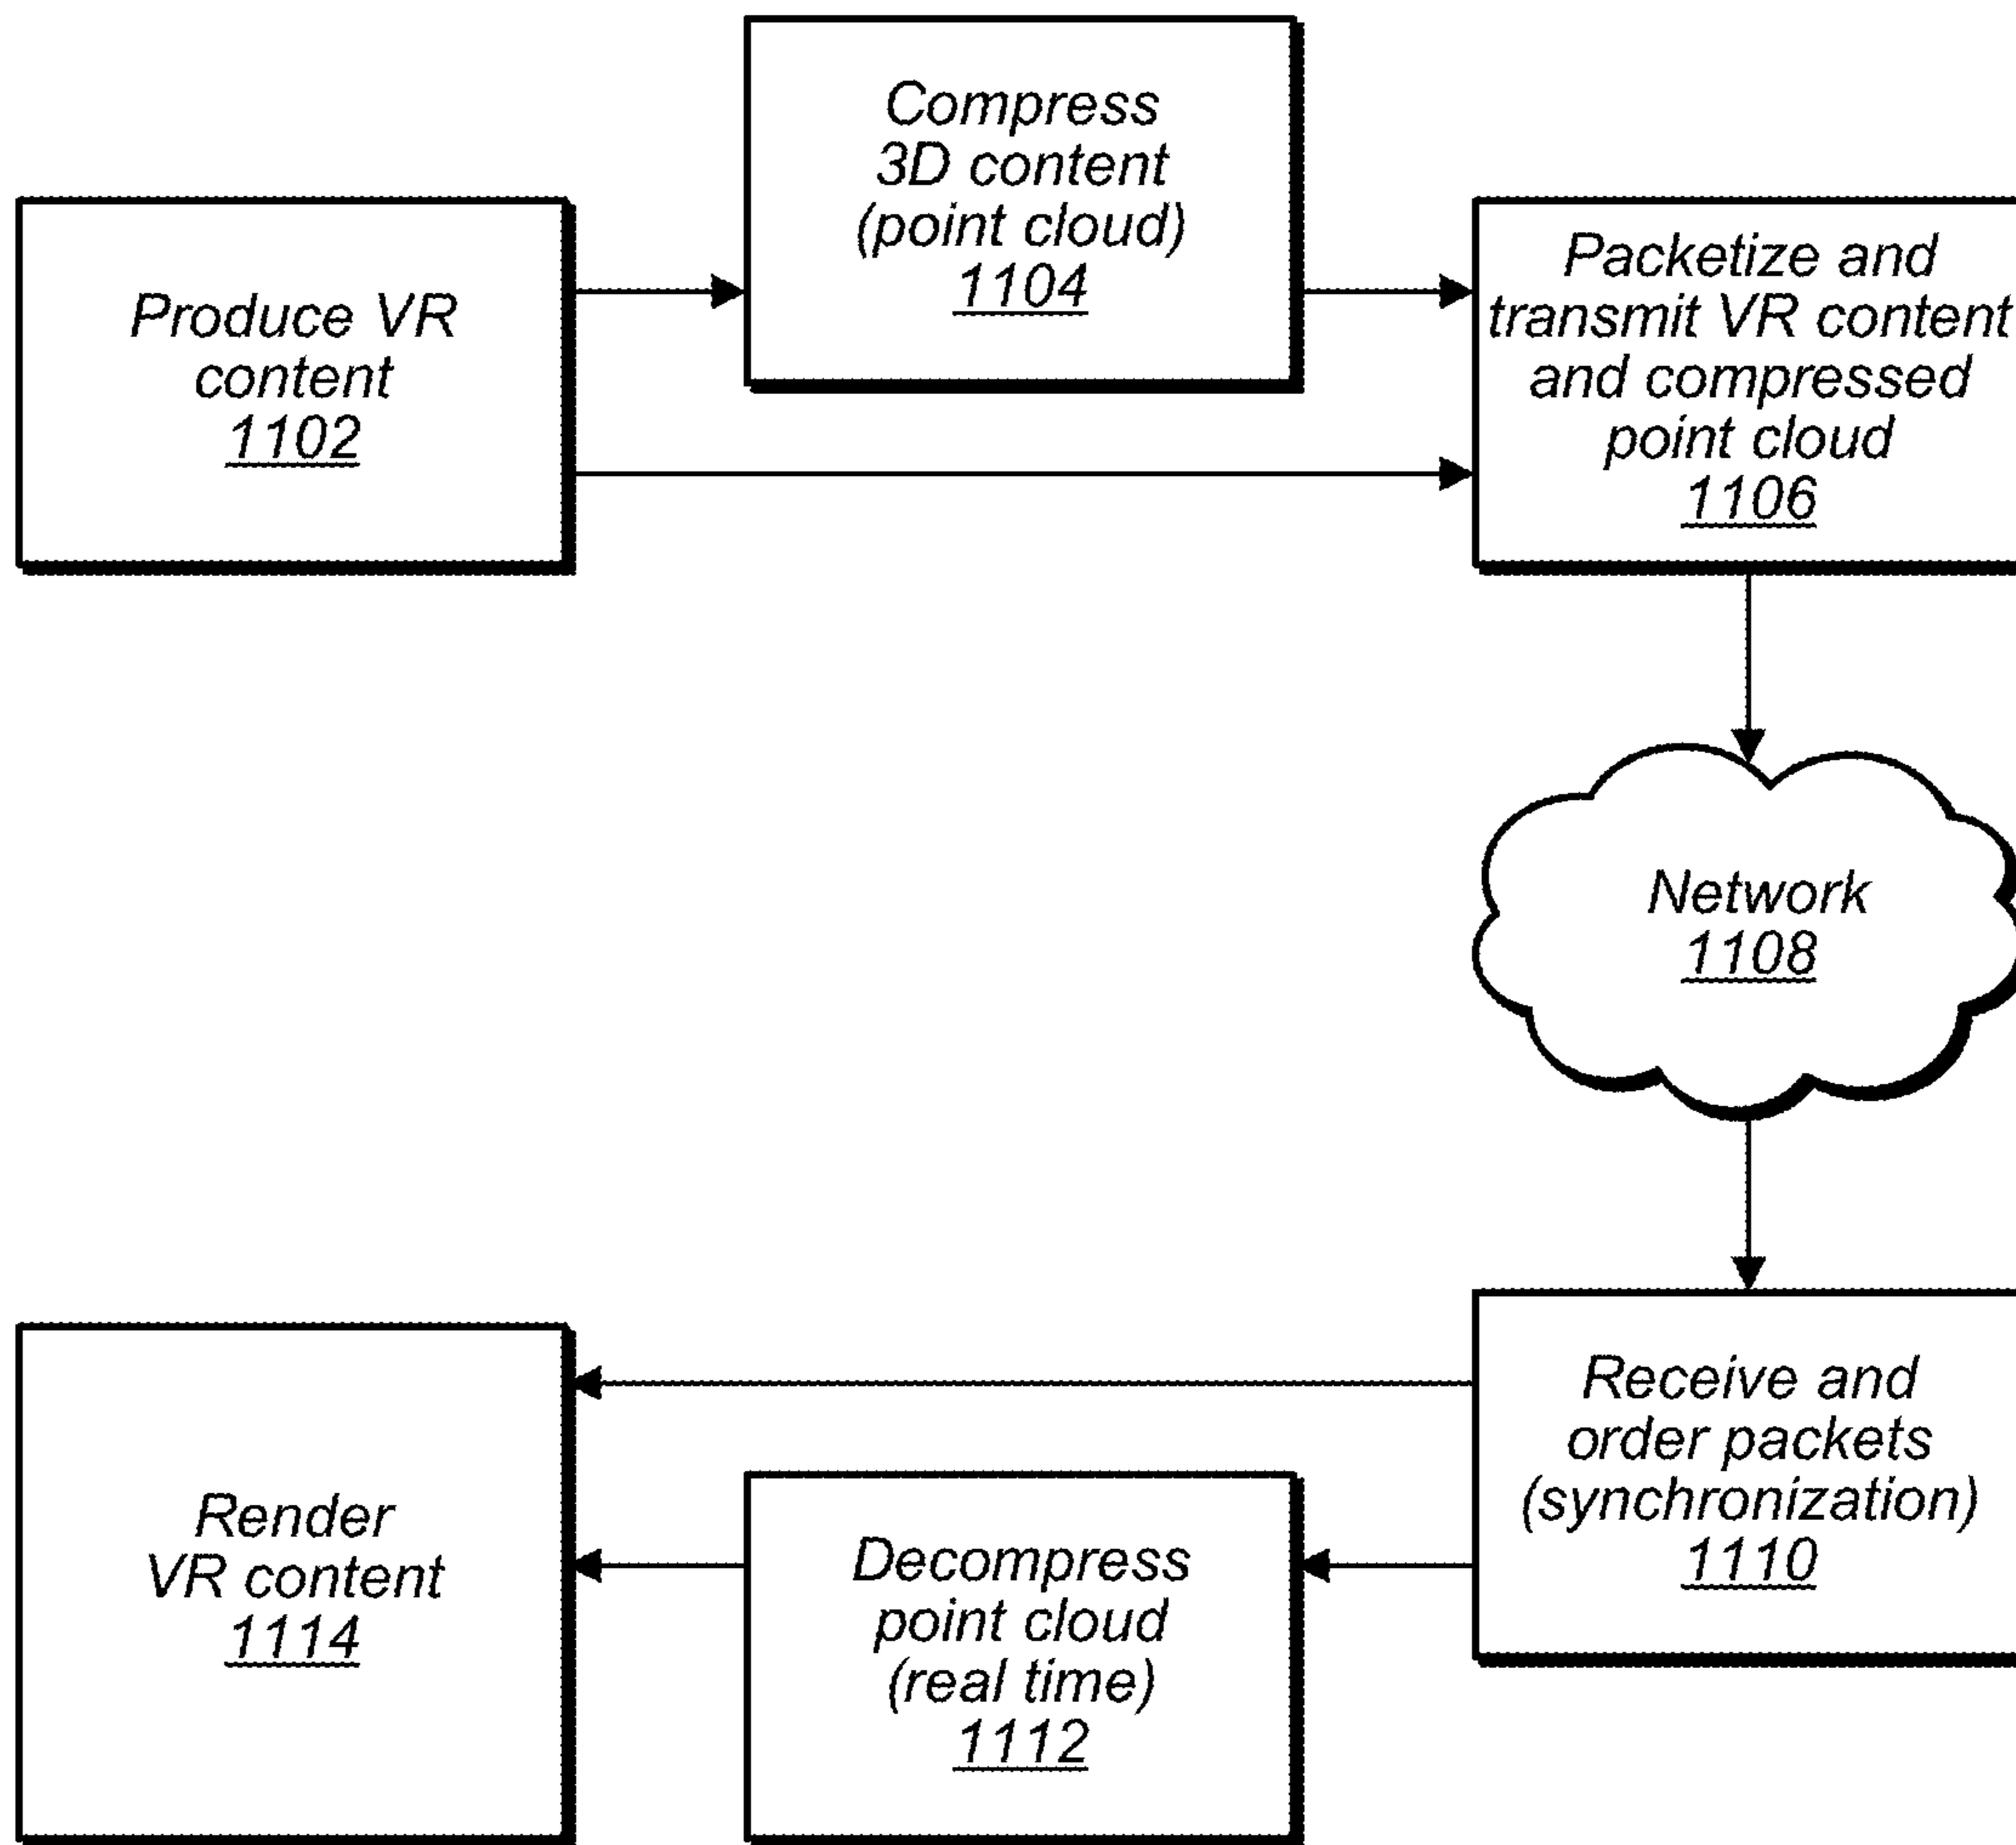 Compress
3D content
(point cloud)
1104
Produce VR
content
1102
Packetize and
transmit VR content
and compressed
point cloud
1106
Network
1108
Receive and
order packets
(synchronization)
1110
Decompress
point cloud
(real time)
1112
Render
VR content
1114